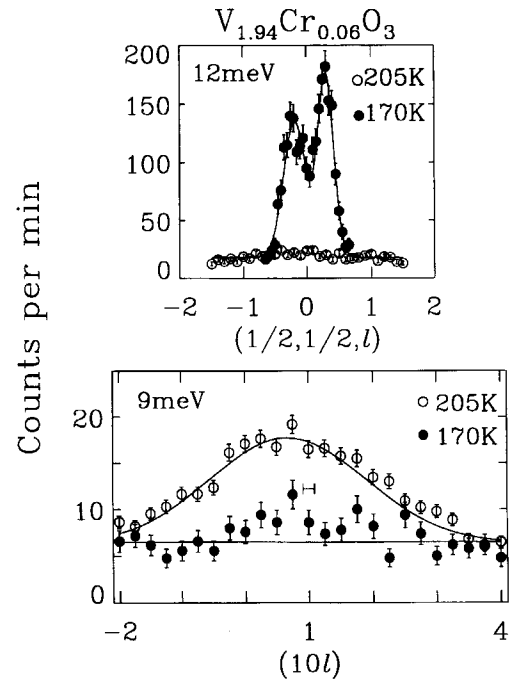 V₁.₉₄Cr₀.₀₆O₃
12meV
205K
170K
200
150
100
50
0
−2 −1 0 1 2
(1/2,1/2,l)
Counts per min
9meV
205K
170K
20
10
0
−2 1 4
(10l)